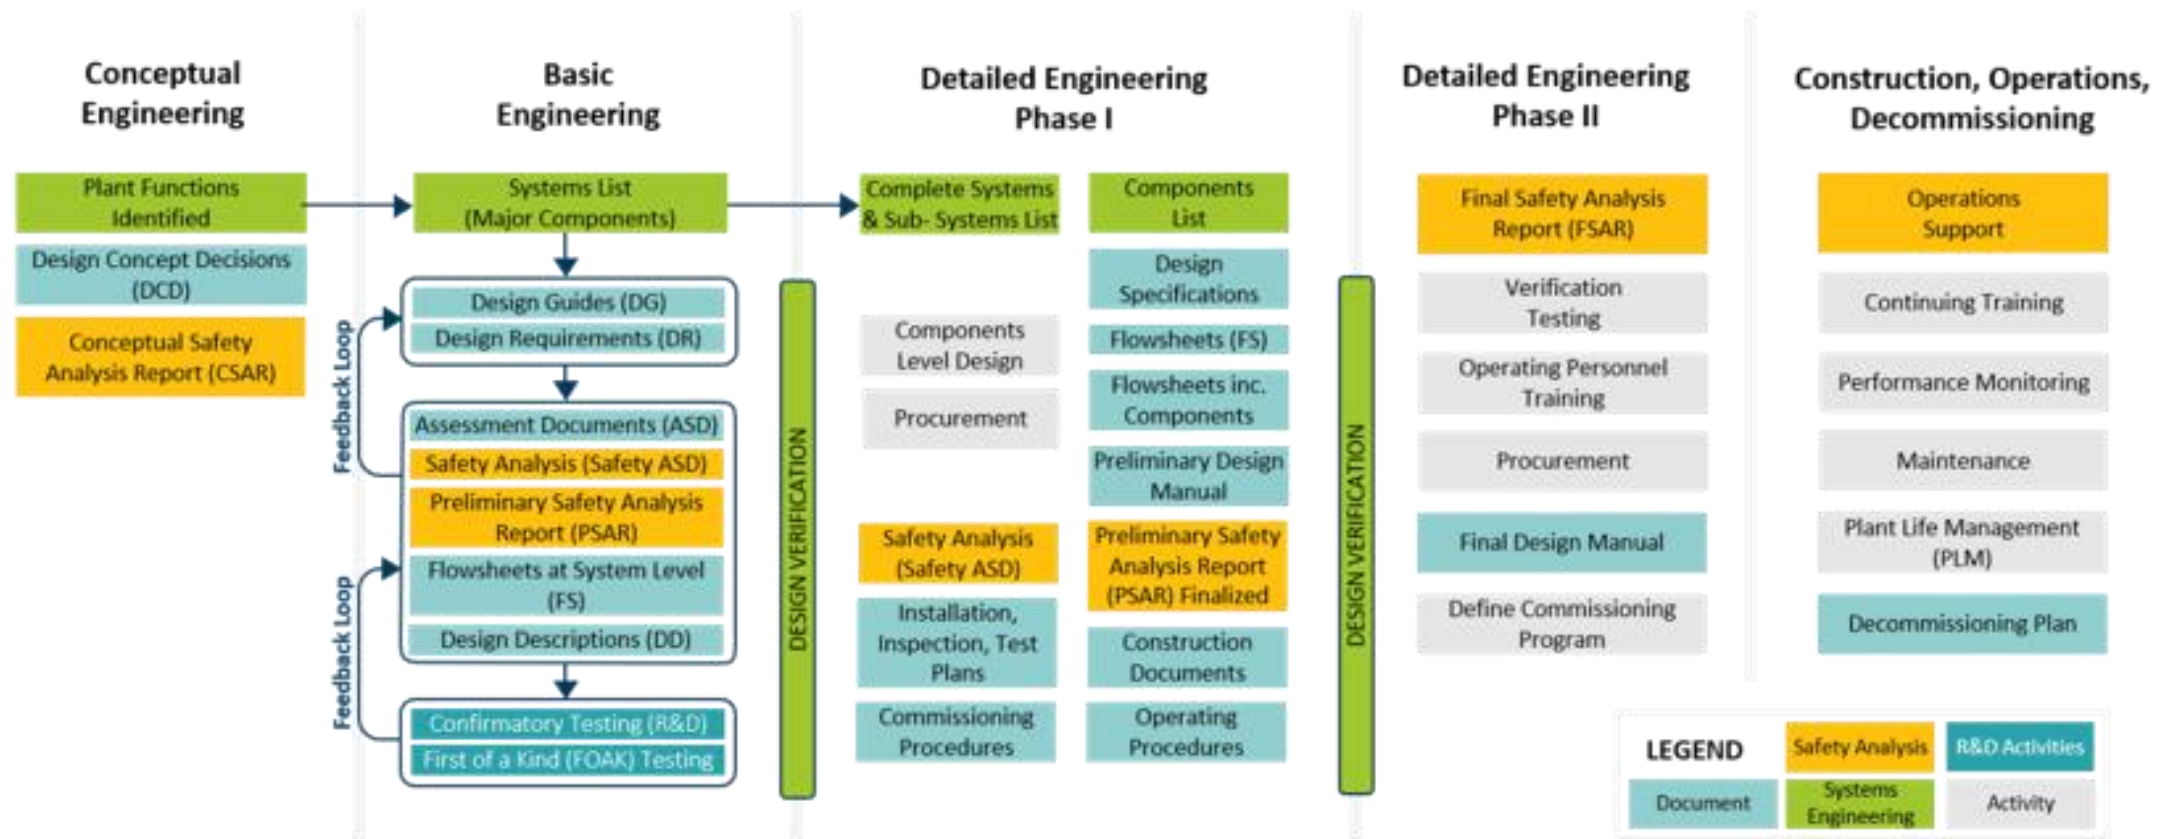 Conceptual
Engineering
Plant Functions
Identified
Design Concept Decisions
(DCD)
Conceptual Safety
Analysis Report (CSAR)
Basic
Engineering
Systems List
(Major Components)
Design Guides (DG)
Design Requirements (DR)
Feedback Loop
Assessment Documents (ASD)
Safety Analysis (Safety ASD)
Preliminary Safety Analysis
Report (PSAR)
Flowsheets at System Level
(FS)
Design Descriptions (DD)
Feedback Loop
Confirmatory Testing (R&D)
First of a Kind (FOAK) Testing
DESIGN VERIFICATION
Detailed Engineering
Phase I
Complete Systems
& Sub- Systems List
Components
Level Design
Procurement
Safety Analysis
(Safety ASD)
Installation,
Inspection, Test
Plans
Commissioning
Procedures
Components
List
Design
Specifications
Flowsheets (FS)
Flowsheets inc.
Components
Preliminary Design
Manual
Preliminary Safety
Analysis Report
(PSAR) Finalized
Construction
Documents
Operating
Procedures
DESIGN VERIFICATION
Detailed Engineering
Phase II
Final Safety Analysis
Report (FSAR)
Verification
Testing
Operating Personnel
Training
Procurement
Final Design Manual
Define Commissioning
Program
Construction, Operations,
Decommissioning
Operations
Support
Continuing Training
Performance Monitoring
Maintenance
Plant Life Management
(PLM)
Decommissioning Plan
LEGEND
Safety Analysis
R&D Activities
Document
Systems
Engineering
Activity